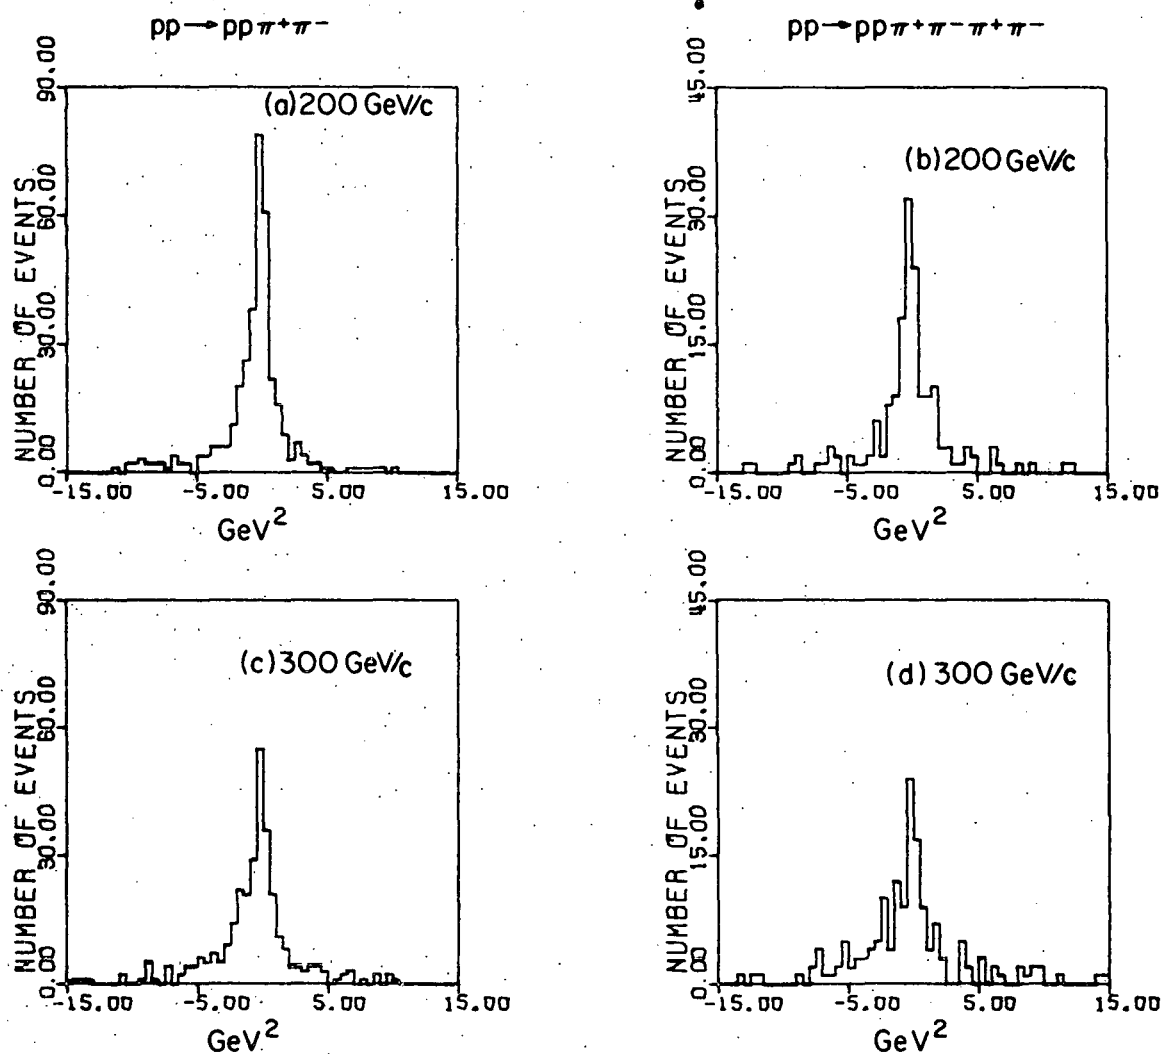 pp→ppπ+π−
pp→ppπ+π−π+π−
(a)200 GeV/c
NUMBER OF EVENTS
0.00 30.00 60.00 90.00
-15.00 -5.00 5.00 15.00
GeV²
(b)200 GeV/c
NUMBER OF EVENTS
0.00 15.00 30.00 45.00
-15.00 -5.00 5.00 15.00
GeV²
(c)300 GeV/c
NUMBER OF EVENTS
0.00 30.00 60.00 90.00
-15.00 -5.00 5.00 15.00
GeV²
(d) 300 GeV/c
NUMBER OF EVENTS
0.00 15.00 30.00 45.00
-15.00 -5.00 5.00 15.00
GeV²